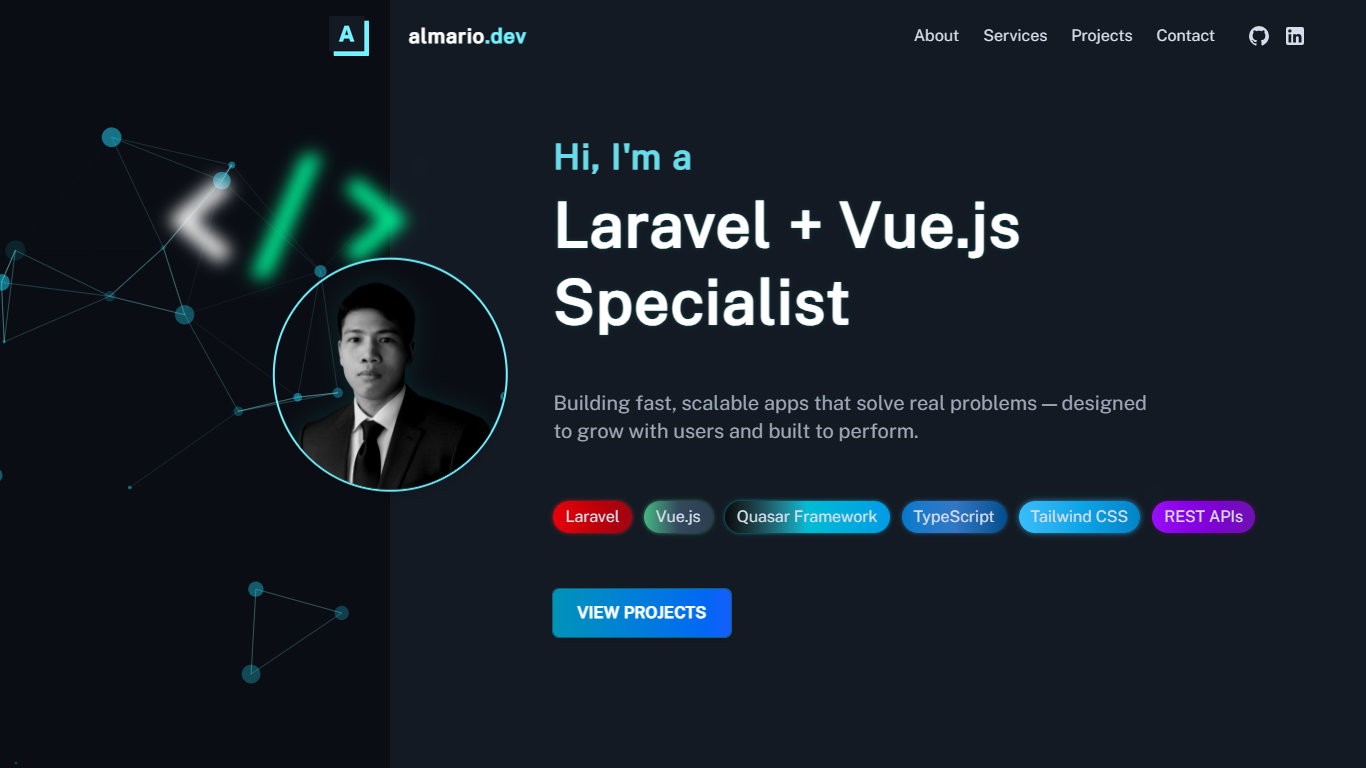 A
almario.dev
About Services Projects Contact
</>
Hi, I'm a
Laravel + Vue.js
Specialist
Building fast, scalable apps that solve real problems — designed
to grow with users and built to perform.
Laravel Vue.js Quasar Framework TypeScript Tailwind CSS REST APIs
VIEW PROJECTS